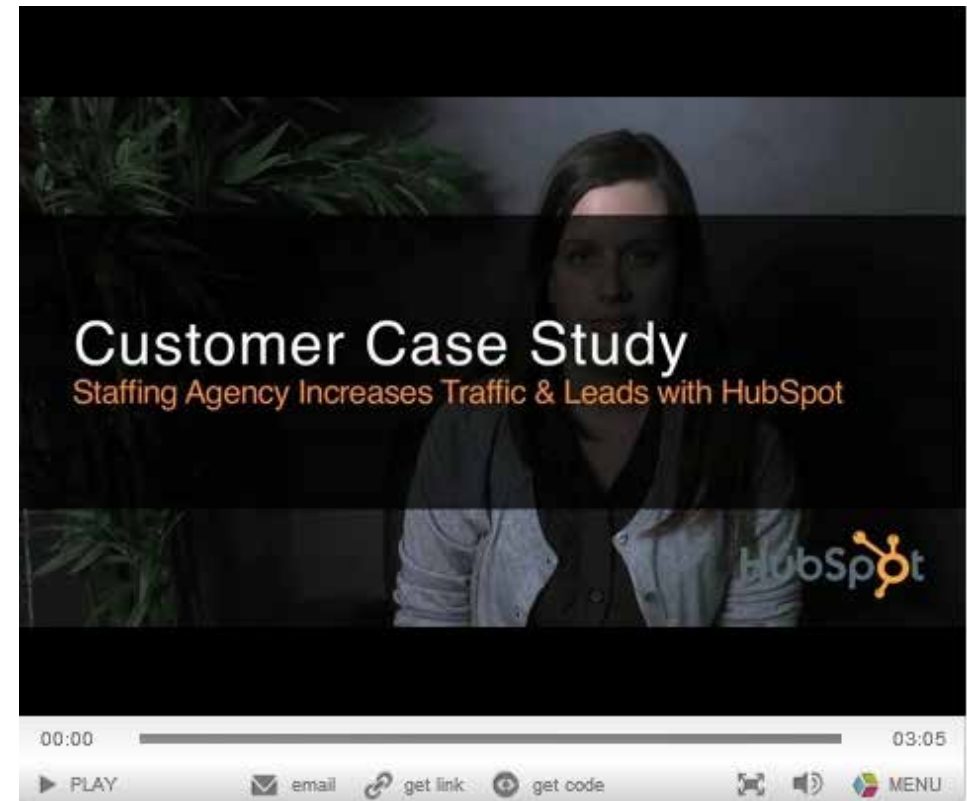 Customer Case Study
Staffing Agency Increases Traffic & Leads with HubSpot
HubSpot
00:00 03:05
PLAY email get link get code MENU